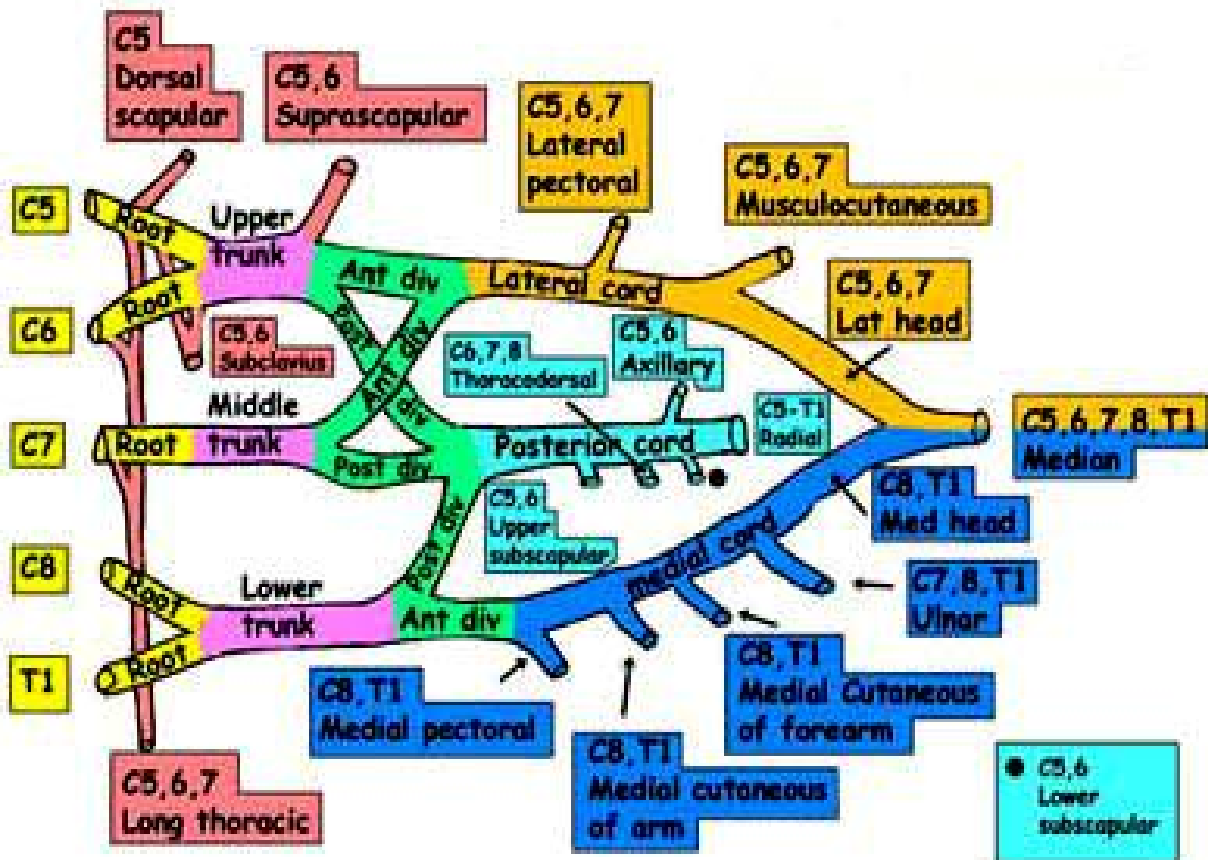 C5
Dorsal
scapular
C5,6
Suprascapular
C5,6,7
Lateral
pectoral
C5,6,7
Musculocutaneous
C5
Root
Upper
trunk
Ant div
Lateral cord
C5,6,7
Lat head
C6
Root
Post
div
Ant div
C5,6
Subclavius
C6,7,8
Thoracodorsal
C5,6
Axillary
C5-T1
Radial
Middle
trunk
C7
Root
Post div
Posterior cord
C5,6,7,8,T1
Median
C5,6
Upper
subscapular
C8,T1
Med head
C8
Root
Post div
Lower
trunk
Ant div
medial cord
C7,8,T1
Ulnar
T1
Root
C8,T1
Medial pectoral
C8,T1
Medial Cutaneous
of forearm
C8,T1
Medial cutaneous
of arm
C5,6,7
Long thoracic
C5,6
Lower
subscapular